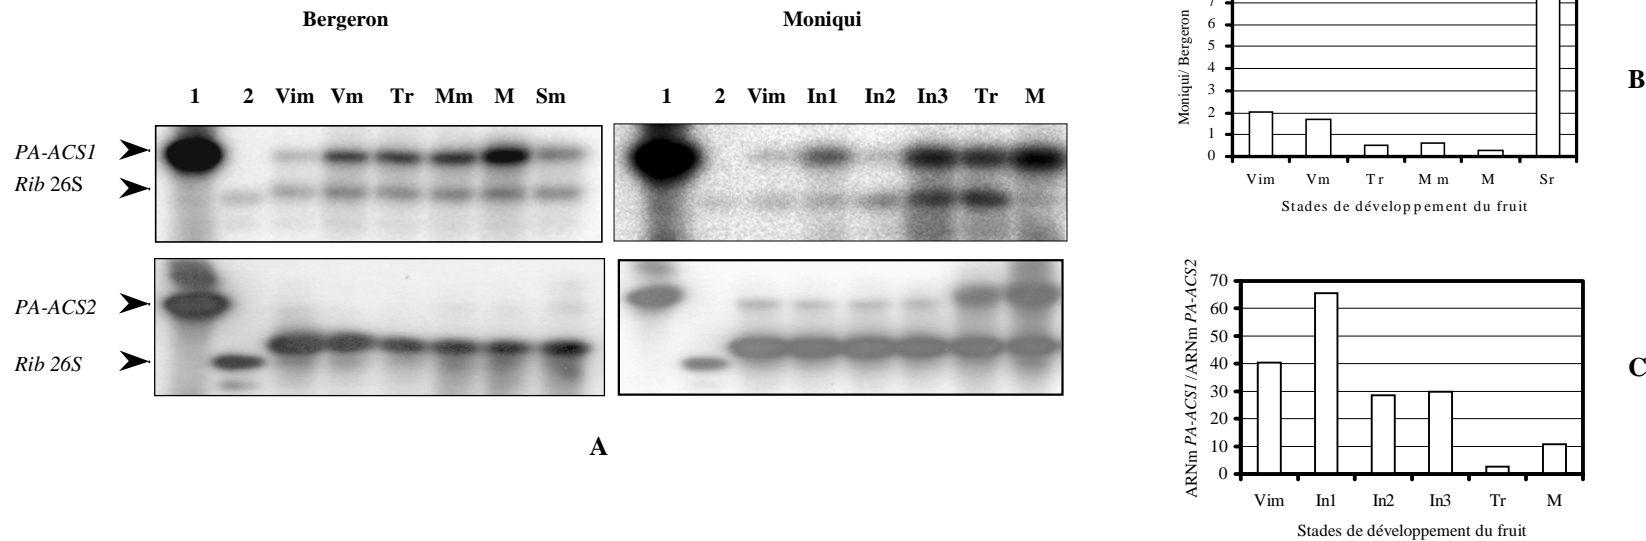 Bergeron
Moniqui
1 2 Vim Vm Tr Mm M Sm
1 2 Vim In1 In2 In3 Tr M
PA-ACS1
Rib 26S
PA-ACS2
Rib 26S
A
Moniqui/ Bergeron
7
6
5
4
3
2
1
0
Vim Vm Tr Mm M Sr
Stades de développement du fruit
B
ARNm PA-ACS1 /ARNm PA-ACS2
70
60
50
40
30
20
10
0
Vim In1 In2 In3 Tr M
Stades de développement du fruit
C